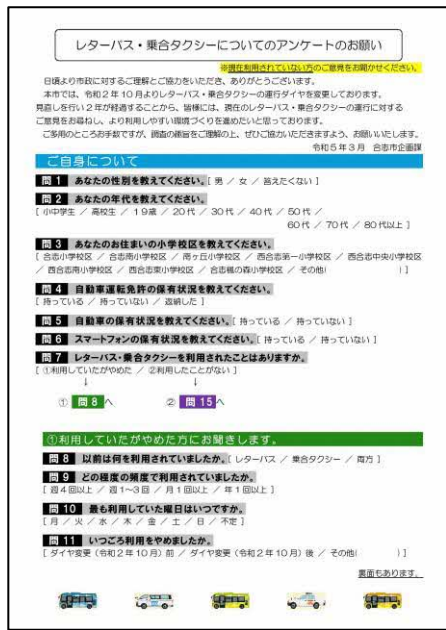 レターバス・乗合タクシーについてのアンケートのお願い
※現在利用されていない方のご意見をお聞かせください。
日頃より市政に対するご理解とご協力をいただき、ありがとうございます。
本市では、令和2年10月よりレターバス・乗合タクシーの運行ダイヤを変更しております。
見直しを行い2年が経過することから、皆様には、現在のレターバス・乗合タクシーの運行に対する
ご意見をお尋ねし、より利用しやすい環境づくりを進めたいと思っております。
ご多用のところお手数ですが、調査の趣旨をご理解の上、ぜひご協力いただきますよう、お願いいたします。
令和5年3月 合志市企画課
ご自身について
問1 あなたの性別を教えてください。[ 男 / 女 / 答えたくない ]
問2 あなたの年代を教えてください。
[ 小中学生 / 高校生 / 19歳 / 20代 / 30代 / 40代 / 50代 /
60代 / 70代 / 80代以上 ]
問3 あなたのお住まいの小学校区を教えてください。
[ 合志小学校区 / 合志南小学校区 / 南ヶ丘小学校区 / 西合志第一小学校区 / 西合志中央小学校区
/ 西合志南小学校区 / 西合志東小学校区 / 合志楓の森小学校区 / その他( ) ]
問4 自動車運転免許の保有状況を教えてください。
[ 持っている / 持っていない / 返納した ]
問5 自動車の保有状況を教えてください。[ 持っている / 持っていない ]
問6 スマートフォンの保有状況を教えてください。[ 持っている / 持っていない ]
問7 レターバス・乗合タクシーを利用されたことはありますか。
[ ①利用していたがやめた / ②利用したことがない ]
↓ ↓
① 問8へ ② 問15へ
①利用していたがやめた方にお聞きします。
問8 以前は何を利用されていましたか。[ レターバス / 乗合タクシー / 両方 ]
問9 どの程度の頻度で利用されていましたか。
[ 週4回以上 / 週1~3回 / 月1回以上 / 年1回以上 ]
問10 最も利用していた曜日はいつですか。
[ 月 / 火 / 水 / 木 / 金 / 土 / 日 / 不定 ]
問11 いつごろ利用をやめましたか。
[ ダイヤ変更(令和2年10月)前 / ダイヤ変更(令和2年10月)後 / その他( ) ]
裏面もあります。